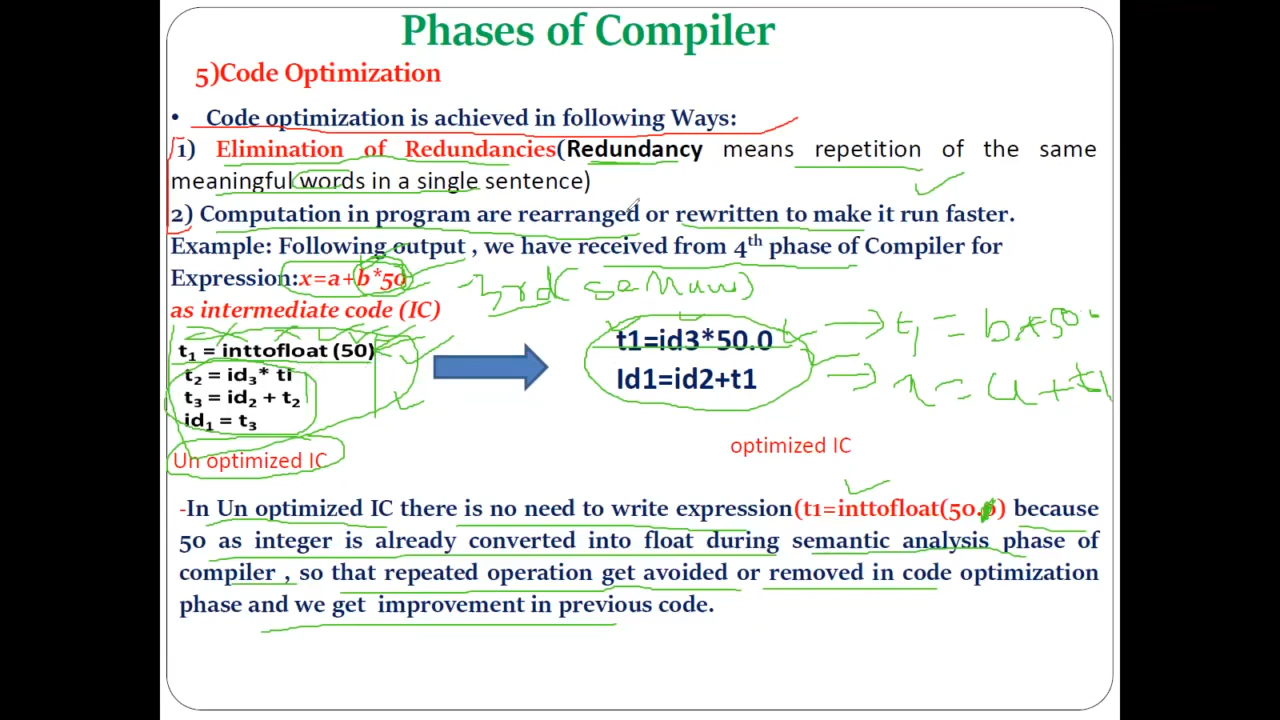 Phases of Compiler
5)Code Optimization
• Code optimization is achieved in following Ways:
1) Elimination of Redundancies(Redundancy means repetition of the same
meaningful words in a single sentence)
2) Computation in program are rearranged or rewritten to make it run faster.
Example: Following output , we have received from 4th phase of Compiler for
Expression:x=a+b*50
3rd(
as intermediate code (IC)
t1 = inttofloat (50)
t2 = id3* ti
t3 = id2 + t2
id1 = t3
Un optimized IC
t1=id3*50.0
Id1=id2+t1
t1 = b*50.
x = a + t1
optimized IC
-In Un optimized IC there is no need to write expression(t1=inttofloat(50.0) because
50 as integer is already converted into float during semantic analysis phase of
compiler , so that repeated operation get avoided or removed in code optimization
phase and we get improvement in previous code.